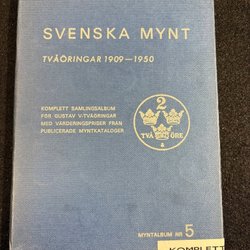 SVENSKA MYNT
TVÅÖRINGAR 1909–1950
KOMPLETT SAMLINGSALBUM
FÖR GUSTAV V:TVÅÖRINGAR
MED VÄRDERINGSPRISER FRÅN
PUBLICERADE MYNTKATALOGER
2
TVÅ ÖRE
MYNTALBUM NR 5
KOMPLETT